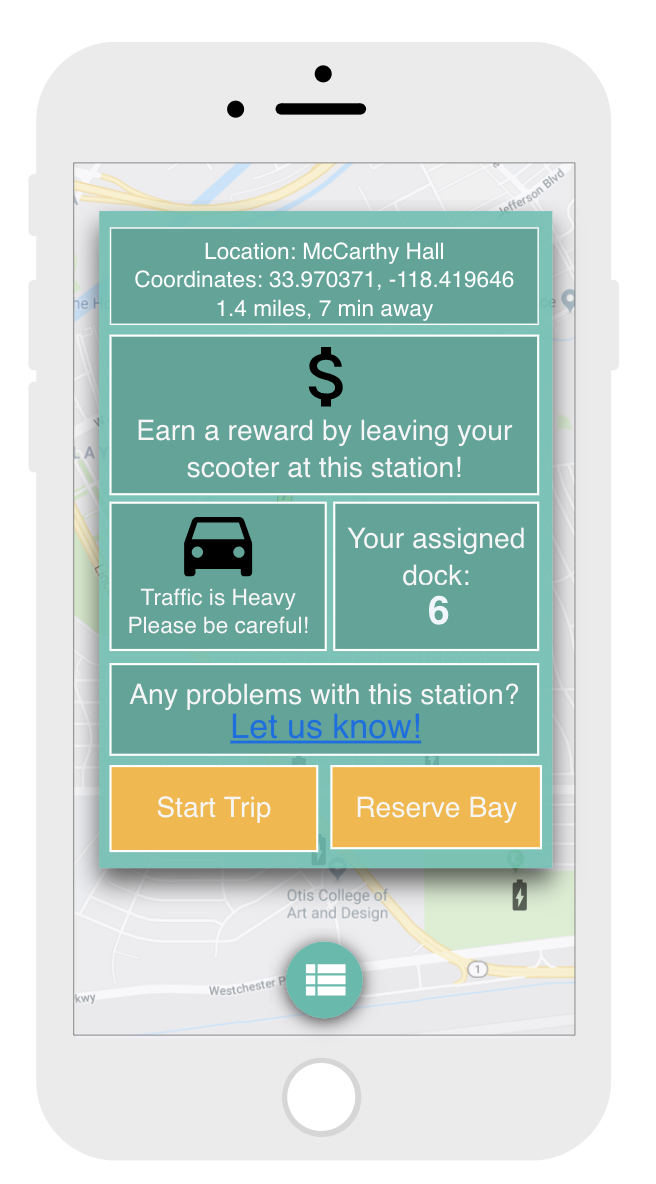 Jefferson Blvd
Location: McCarthy Hall
Coordinates: 33.970371, -118.419646
1.4 miles, 7 min away
$
Earn a reward by leaving your
scooter at this station!
LAY
Traffic is Heavy
Please be careful!
Your assigned
dock:
6
Any problems with this station?
Let us know!
Start Trip
Reserve Bay
Otis College of
Art and Design
1
Westchester
kwy